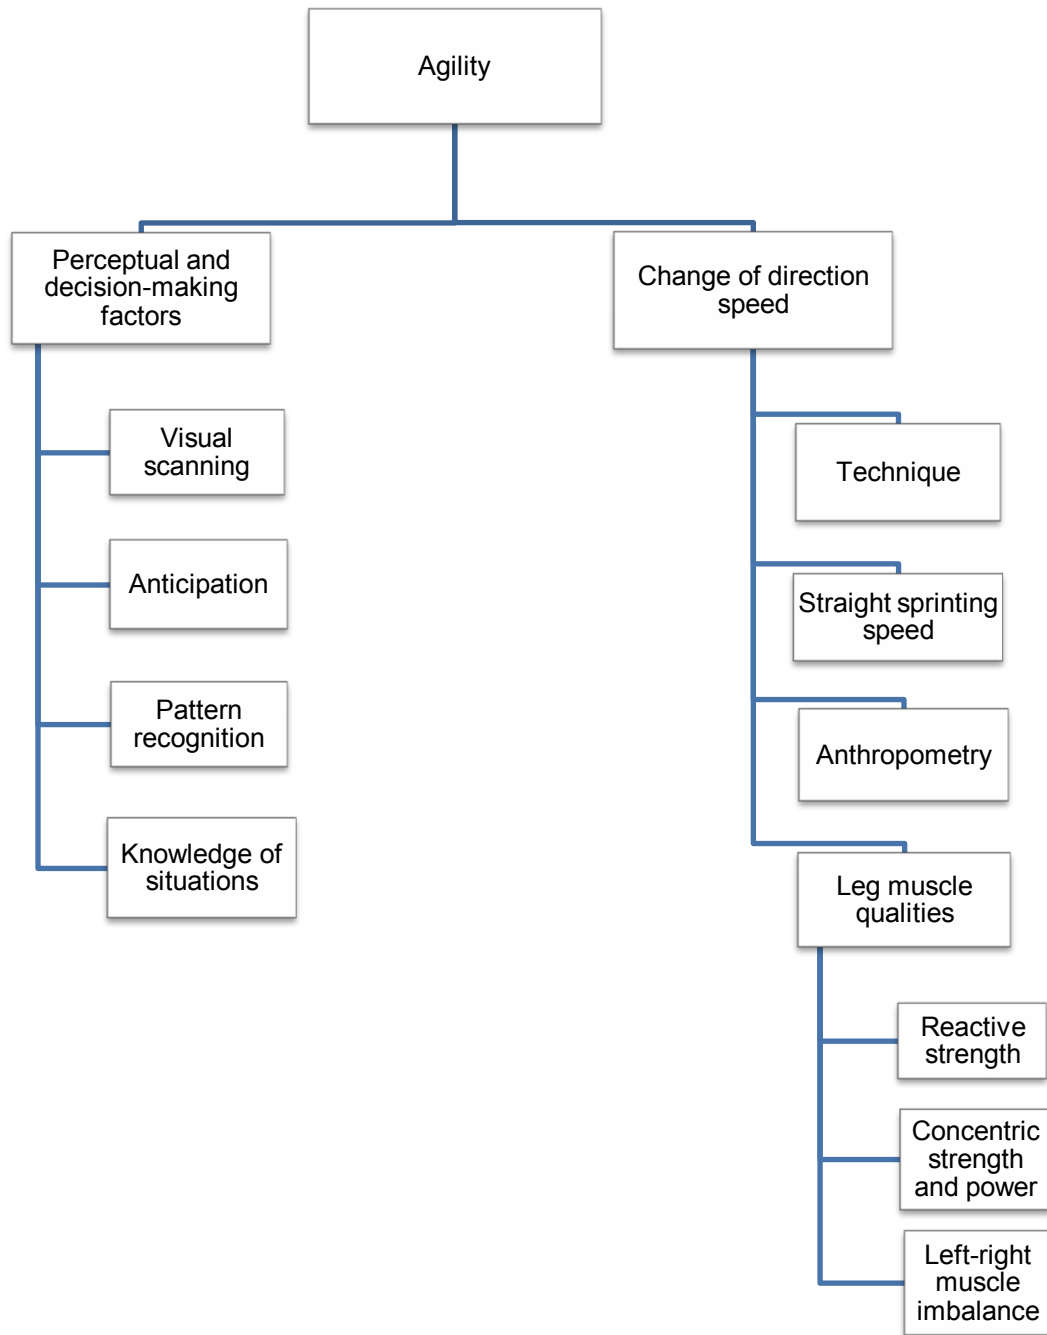 Agility
Perceptual and
decision-making
factors
Visual
scanning
Anticipation
Pattern
recognition
Knowledge of
situations
Change of direction
speed
Technique
Straight sprinting
speed
Anthropometry
Leg muscle
qualities
Reactive
strength
Concentric
strength
and power
Left-right
muscle
imbalance